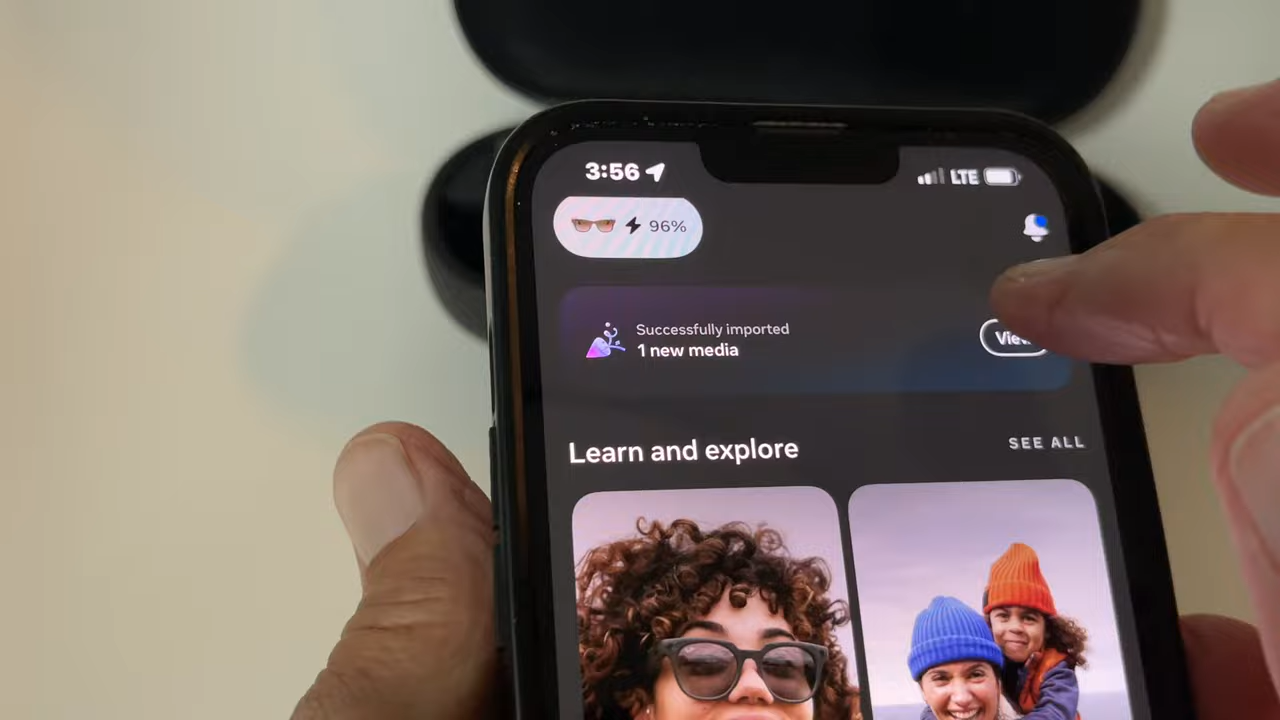 3:56
LTE
96%
Successfully imported
1 new media
Learn and explore
SEE ALL